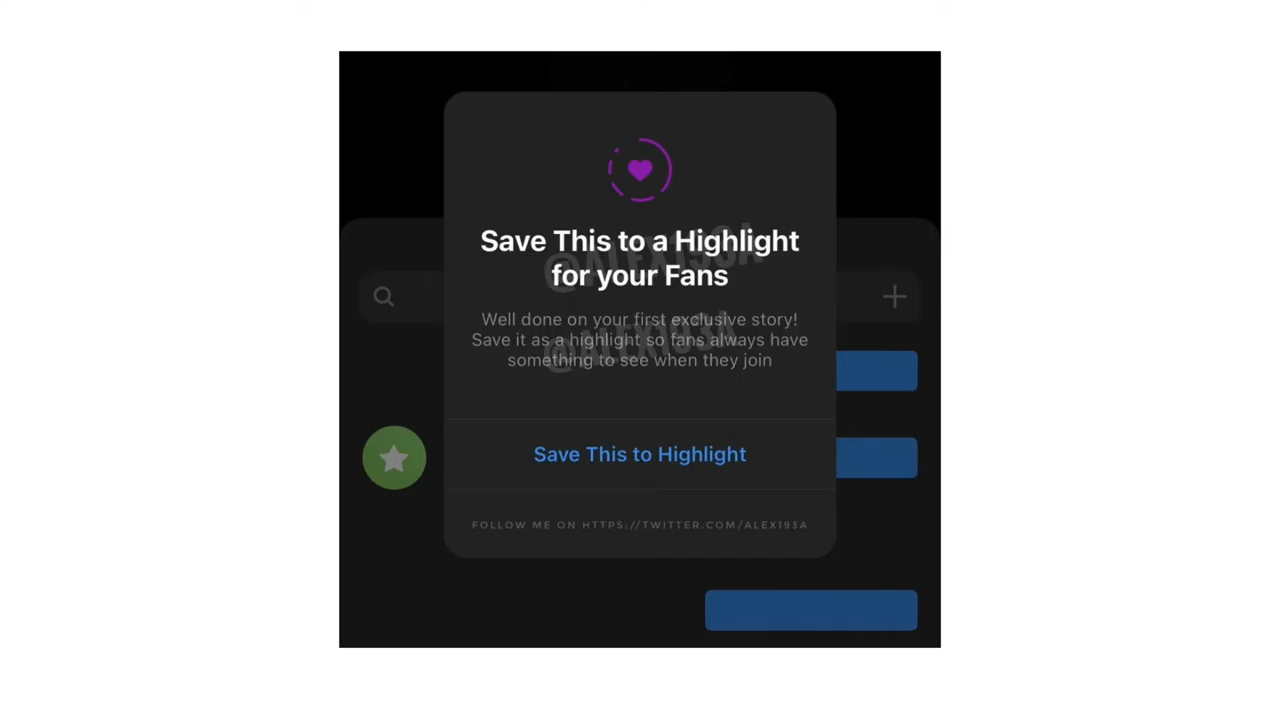 Save This to a Highlight
for your Fans
@ALEX193A
Well done on your first exclusive story!
Save it as a highlight so fans always have
something to see when they join
@ALEX193A
Save This to Highlight
FOLLOW ME ON HTTPS://TWITTER.COM/ALEX193A